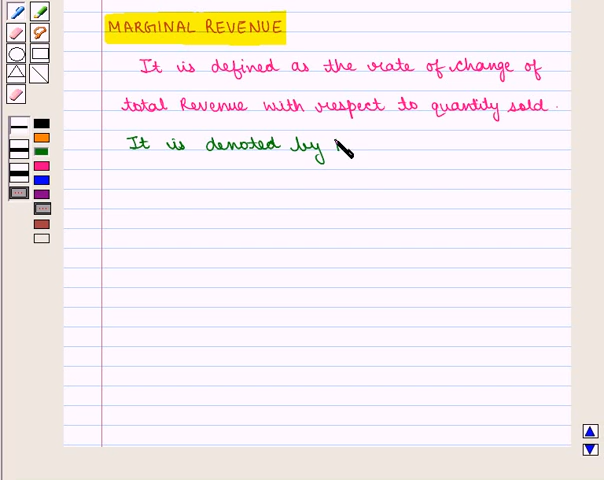 MARGINAL REVENUE
It is defined as the rate of change of
total Revenue with respect to quantity sold.
It is denoted by